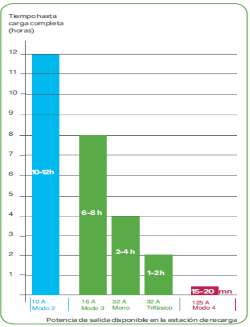 Tiempo hasta
carga completa
(horas)
12
11
10
9
8
7
6
5
4
3
2
1
10-12h
6-8 h
2-4 h
1-2h
15-20 mn
10 A
Modo 2
16 A
Modo 3
32 A
Mono
32 A
Trifásico
125 A
Modo 4
Potencia de salida disponible en la estación de recarga